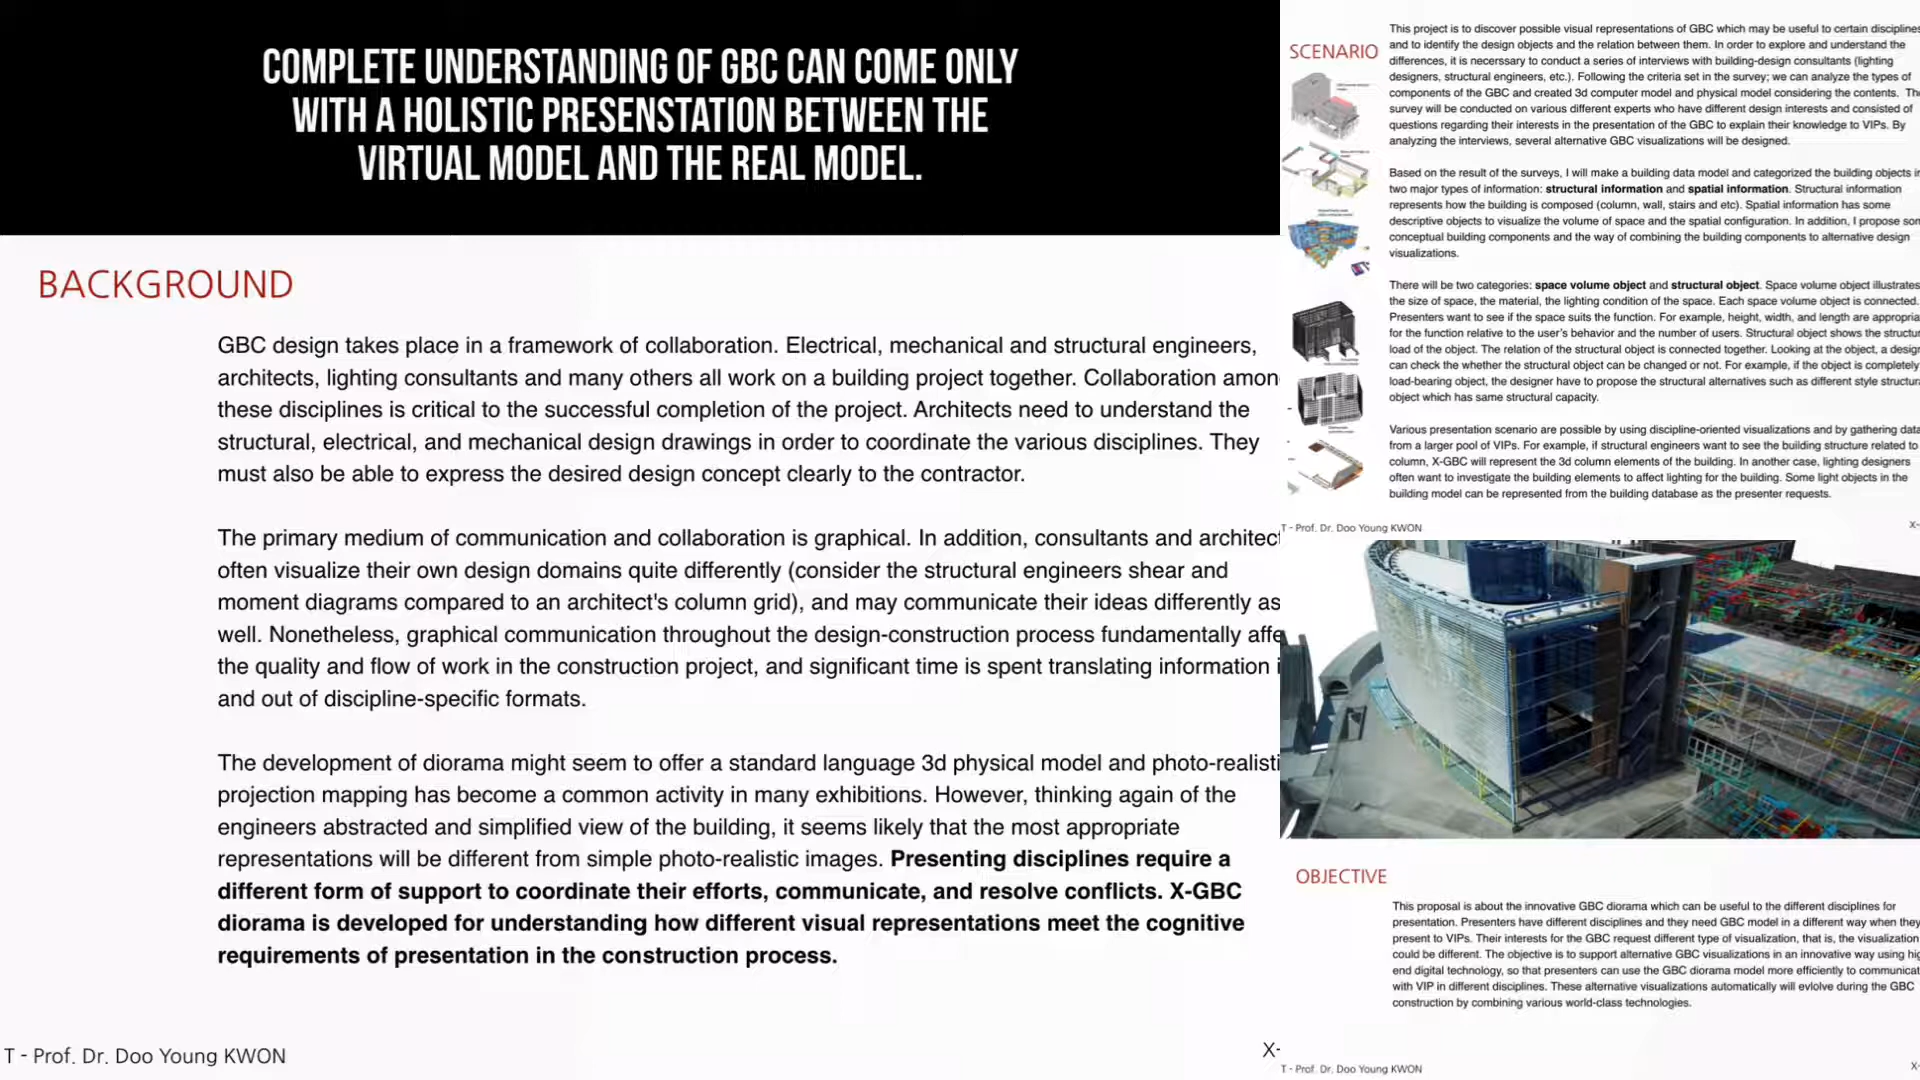 COMPLETE UNDERSTANDING OF GBC CAN COME ONLY
WITH A HOLISTIC PRESENSTATION BETWEEN THE
VIRTUAL MODEL AND THE REAL MODEL.
BACKGROUND
GBC design takes place in a framework of collaboration. Electrical, mechanical and structural engineers,
architects, lighting consultants and many others all work on a building project together. Collaboration amon
these disciplines is critical to the successful completion of the project. Architects need to understand the
structural, electrical, and mechanical design drawings in order to coordinate the various disciplines. They
must also be able to express the desired design concept clearly to the contractor.
The primary medium of communication and collaboration is graphical. In addition, consultants and architect
often visualize their own design domains quite differently (consider the structural engineers shear and
moment diagrams compared to an architect's column grid), and may communicate their ideas differently as
well. Nonetheless, graphical communication throughout the design-construction process fundamentally affe
the quality and flow of work in the construction project, and significant time is spent translating information i
and out of discipline-specific formats.
The development of diorama might seem to offer a standard language 3d physical model and photo-realisti
projection mapping has become a common activity in many exhibitions. However, thinking again of the
engineers abstracted and simplified view of the building, it seems likely that the most appropriate
representations will be different from simple photo-realistic images. Presenting disciplines require a
different form of support to coordinate their efforts, communicate, and resolve conflicts. X-GBC
diorama is developed for understanding how different visual representations meet the cognitive
requirements of presentation in the construction process.
T - Prof. Dr. Doo Young KWON
X-
SCENARIO
This project is to discover possible visual representations of GBC which may be useful to certain disciplines
and to identify the design objects and the relation between them. In order to explore and understand the
differences, it is necerssary to conduct a series of interviews with building-design consultants (lighting
designers, structural engineers, etc.). Following the criteria set in the survey; we can analyze the types of
components of the GBC and created 3d computer model and physical model considering the contents. The
survey will be conducted on various different experts who have different design interests and consisted of
questions regarding their interests in the presentation of the GBC to explain their knowledge to VIPs. By
analyzing the interviews, several alternative GBC visualizations will be designed.
Based on the result of the surveys, I will make a building data model and categorized the building objects in
two major types of information: structural information and spatial information. Structural information
represents how the building is composed (column, wall, stairs and etc). Spatial information has some
descriptive objects to visualize the volume of space and the spatial configuration. In addition, I propose som
conceptual building components and the way of combining the building components to alternative design
visualizations.
There will be two categories: space volume object and structural object. Space volume object illustrates
the size of space, the material, the lighting condition of the space. Each space volume object is connected.
Presenters want to see if the space suits the function. For example, height, width, and length are appropria
for the function relative to the user's behavior and the number of users. Structural object shows the structur
load of the object. The relation of the structural object is connected together. Looking at the object, a design
can check the whether the structural object can be changed or not. For example, if the object is completely
load-bearing object, the designer have to propose the structural alternatives such as different style structura
object which has same structural capacity.
Various presentation scenario are possible by using discipline-oriented visualizations and by gathering data
from a larger pool of VIPs. For example, if structural engineers want to see the building structure related to
column, X-GBC will represent the 3d column elements of the building. In another case, lighting designers
often want to investigate the building elements to affect lighting for the building. Some light objects in the
building model can be represented from the building database as the presenter requests.
T - Prof. Dr. Doo Young KWON
X-
OBJECTIVE
This proposal is about the innovative GBC diorama which can be useful to the different disciplines for
presentation. Presenters have different disciplines and they need GBC model in a different way when they
present to VIPs. Their interests for the GBC request different type of visualization, that is, the visualization
could be different. The objective is to support alternative GBC visualizations in an innovative way using hig
end digital technology, so that presenters can use the GBC diorama model more efficiently to communicat
with VIP in different disciplines. These alternative visualizations automatically will evlolve during the GBC
construction by combining various world-class technologies.
T - Prof. Dr. Doo Young KWON
X-